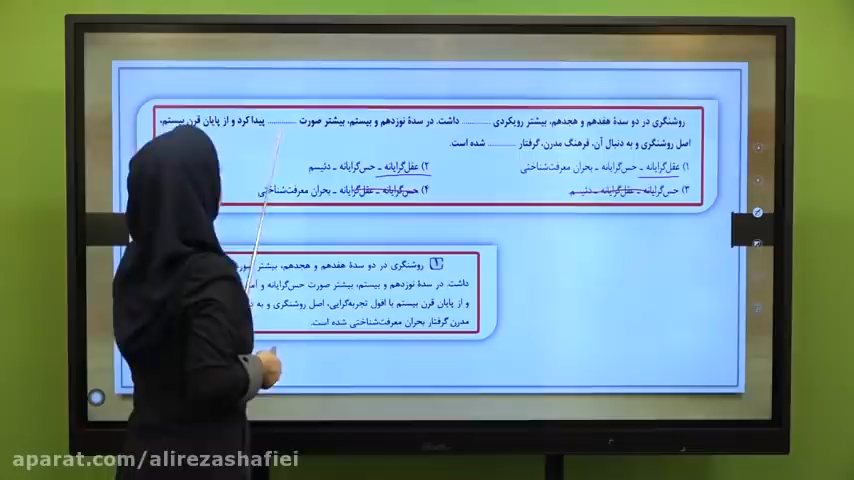 روشنگری در دو سدهٔ هفدهم و هجدهم، بیشتر رویکردی ........... داشت. در سدهٔ نوزدهم و بیستم، بیشتر صورت ........... پیدا کرد و از پایان قرن بیستم،
اصل روشنگری و به دنبال آن، فرهنگ مدرن، گرفتار ........... شده است.
۱) عقل‌گرایانه ـ حس‌گرایانه ـ بحران معرفت‌شناختی
۲) عقل‌گرایانه ـ حس‌گرایانه ـ دئیسم
۳) حس‌گرایانه ـ عقل‌گرایانه ـ دئیسم
۴) حس‌گرایانه ـ عقل‌گرایانه ـ بحران معرفت‌شناختی
۱ روشنگری در دو سدهٔ هفدهم و هجدهم، بیشتر
داشت. در سدهٔ نوزدهم و بیستم، بیشتر صورت حس‌گرایانه و
و از پایان قرن بیستم با افول تجربه‌گرایی، اصل روشنگری و به
مدرن گرفتار بحران معرفت‌شناختی شده است.
aparat.com/alirezashafiei